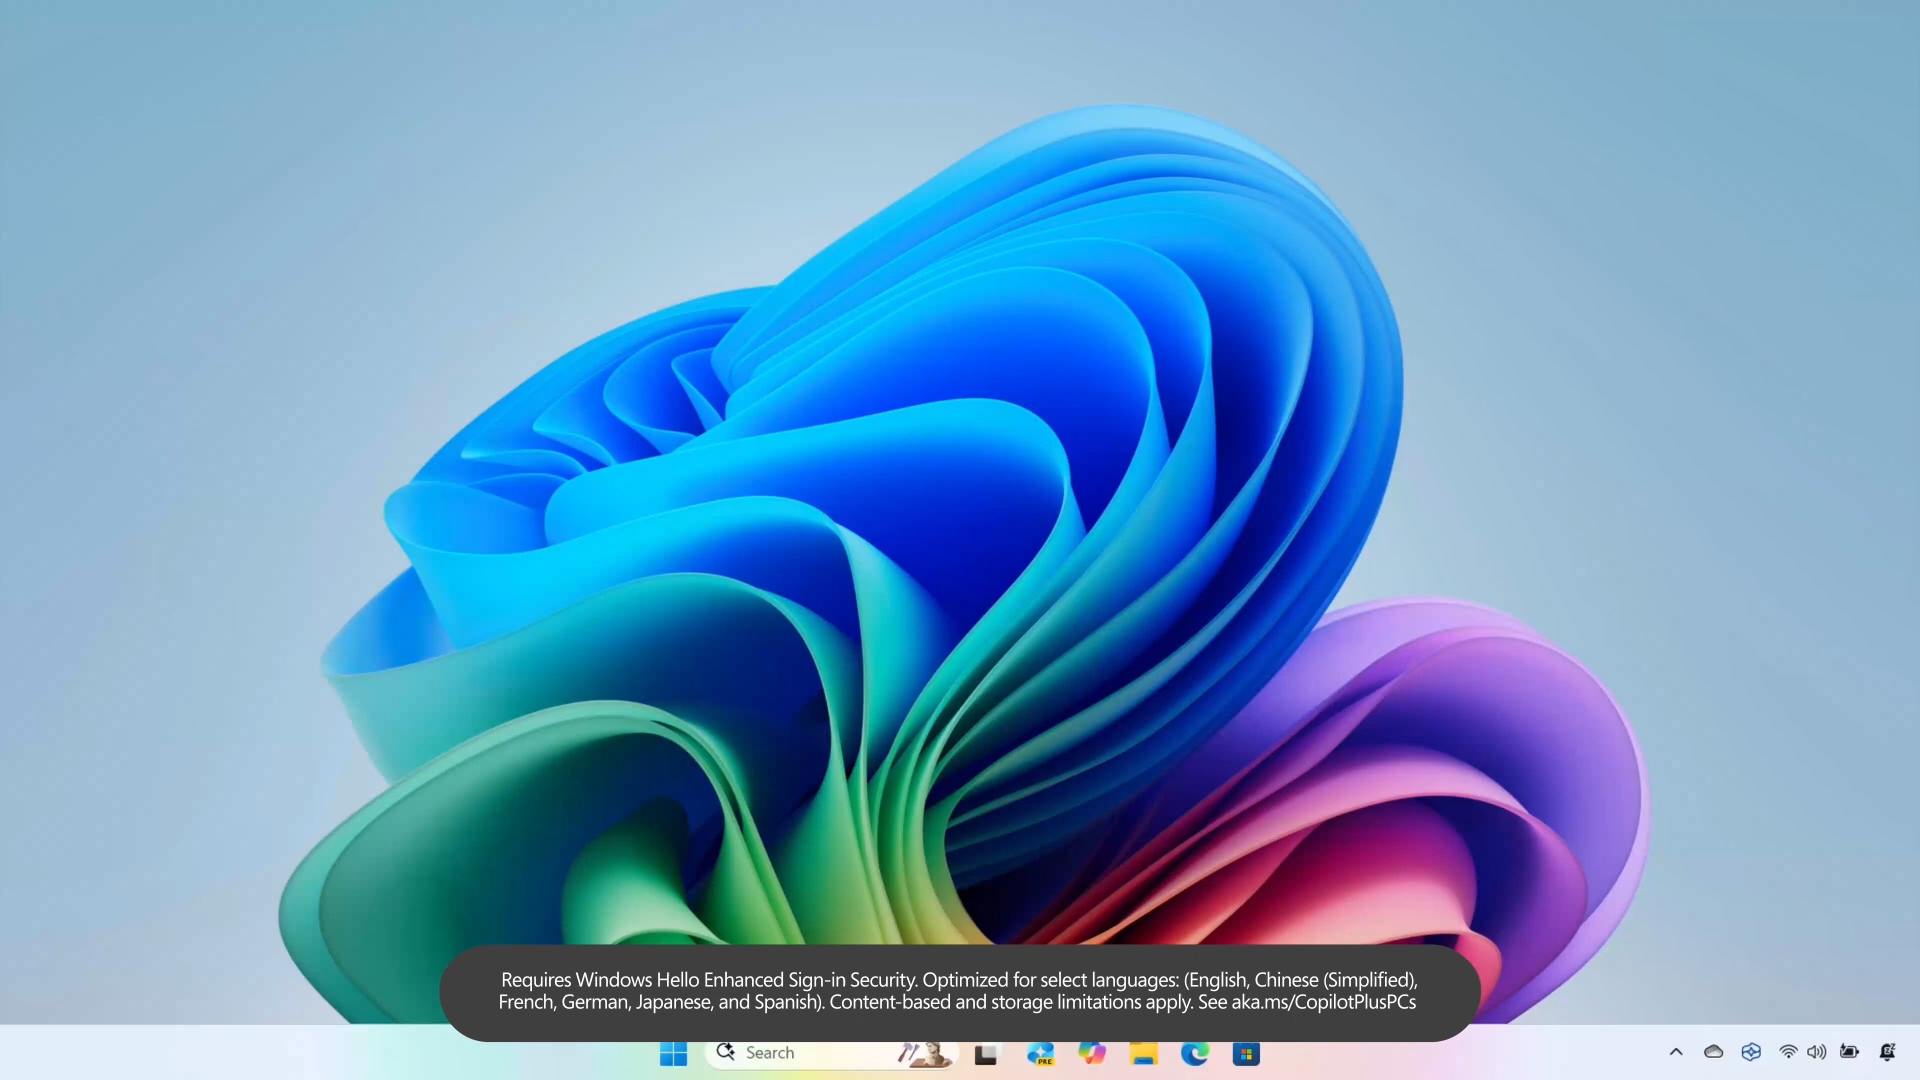 Requires Windows Hello Enhanced Sign-in Security. Optimized for select languages: (English, Chinese (Simplified),
French, German, Japanese, and Spanish). Content-based and storage limitations apply. See aka.ms/CopilotPlusPCs
Search
PRE